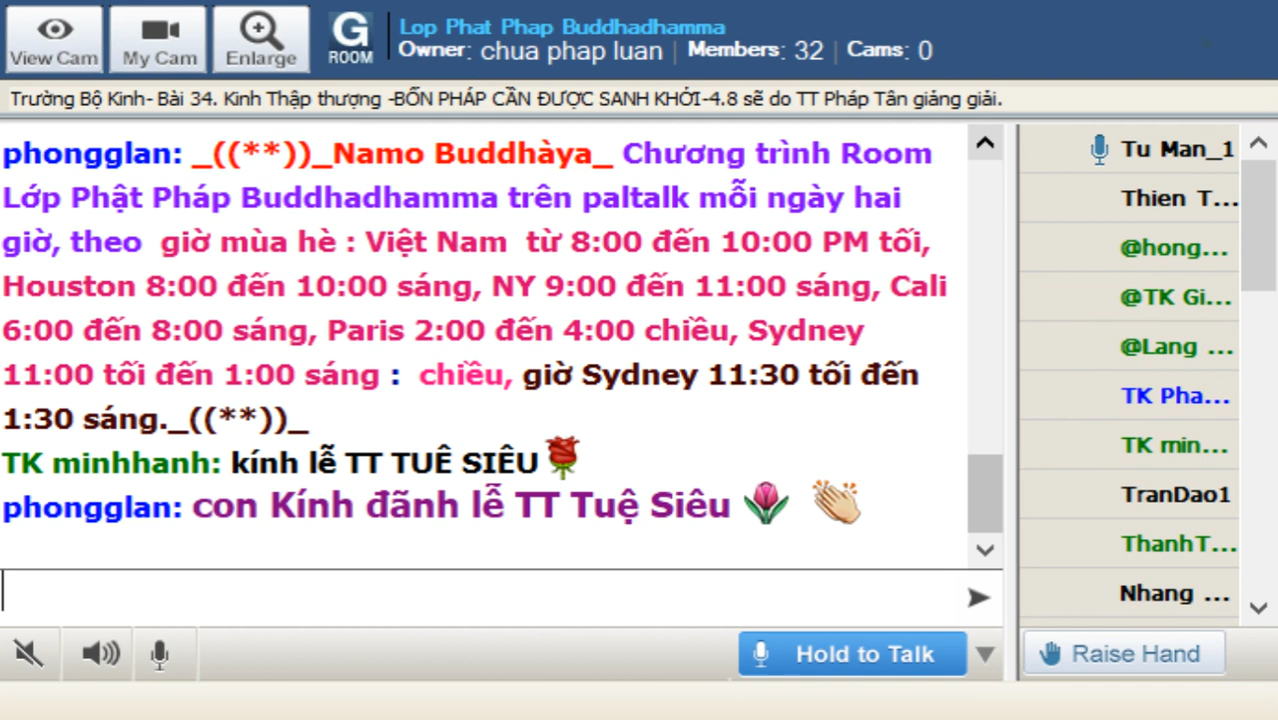 View Cam
My Cam
Enlarge
G
ROOM
Lop Phat Phap Buddhadhamma
Owner: chua phap luan | Members: 32 | Cams: 0
Trường Bộ Kinh- Bài 34. Kinh Thập thượng -BỐN PHÁP CẦN ĐƯỢC SANH KHỞI-4.8 sẽ do TT Pháp Tân giảng giải.
phongglan: _((**))_Namo Buddhàya_ Chương trình Room
Lớp Phật Pháp Buddhadhamma trên paltalk mỗi ngày hai
giờ, theo giờ mùa hè : Việt Nam từ 8:00 đến 10:00 PM tối,
Houston 8:00 đến 10:00 sáng, NY 9:00 đến 11:00 sáng, Cali
6:00 đến 8:00 sáng, Paris 2:00 đến 4:00 chiều, Sydney
11:00 tối đến 1:00 sáng : chiều, giờ Sydney 11:30 tối đến
1:30 sáng._((**))_
TK minhhanh: kính lễ TT TUÊ SIÊU
phongglan: con Kính đãnh lễ TT Tuệ Siêu
Tu Man_1
Thien T...
@hong...
@TK Gi...
@Lang ...
TK Pha...
TK min...
TranDao1
ThanhT...
Nhang ...
Hold to Talk
Raise Hand